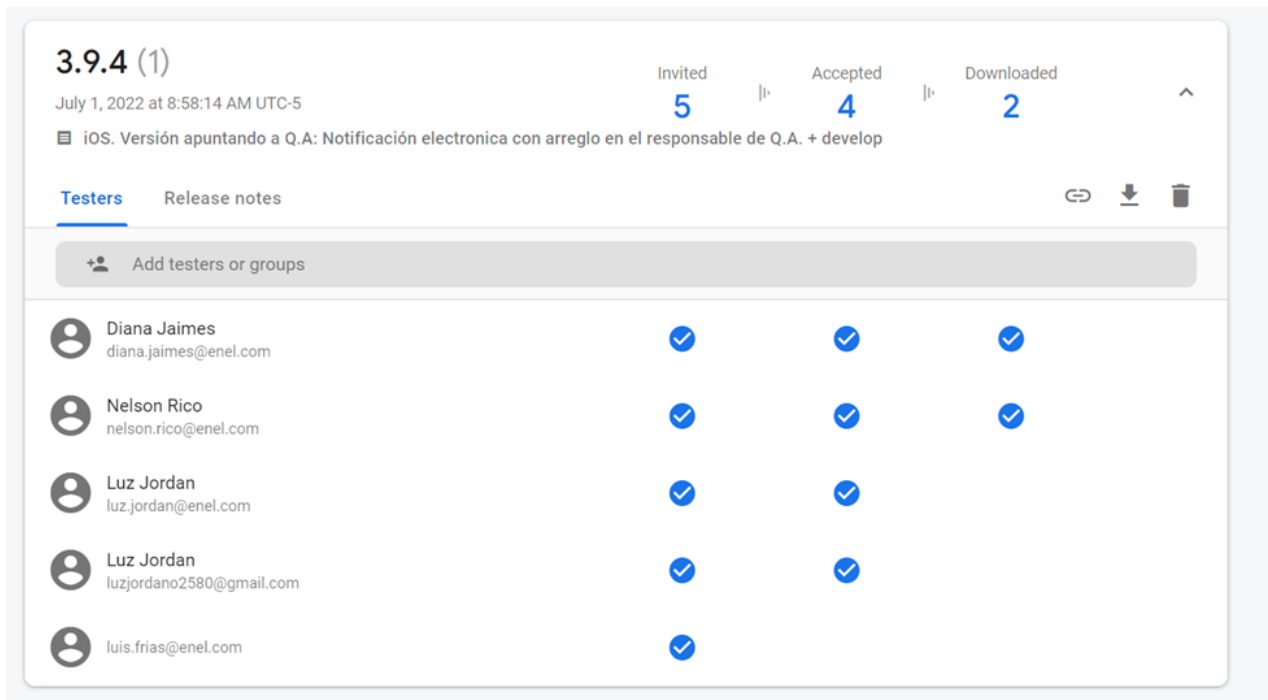 3.9.4 (1)
Invited
Accepted
Downloaded
5
4
2
July 1, 2022 at 8:58:14 AM UTC-5
iOS. Versión apuntando a Q.A: Notificación electronica con arreglo en el responsable de Q.A. + develop
Testers
Release notes
Add testers or groups
Diana Jaimes
diana.jaimes@enel.com
Nelson Rico
nelson.rico@enel.com
Luz Jordan
luz.jordan@enel.com
Luz Jordan
luzjordano2580@gmail.com
luis.frias@enel.com